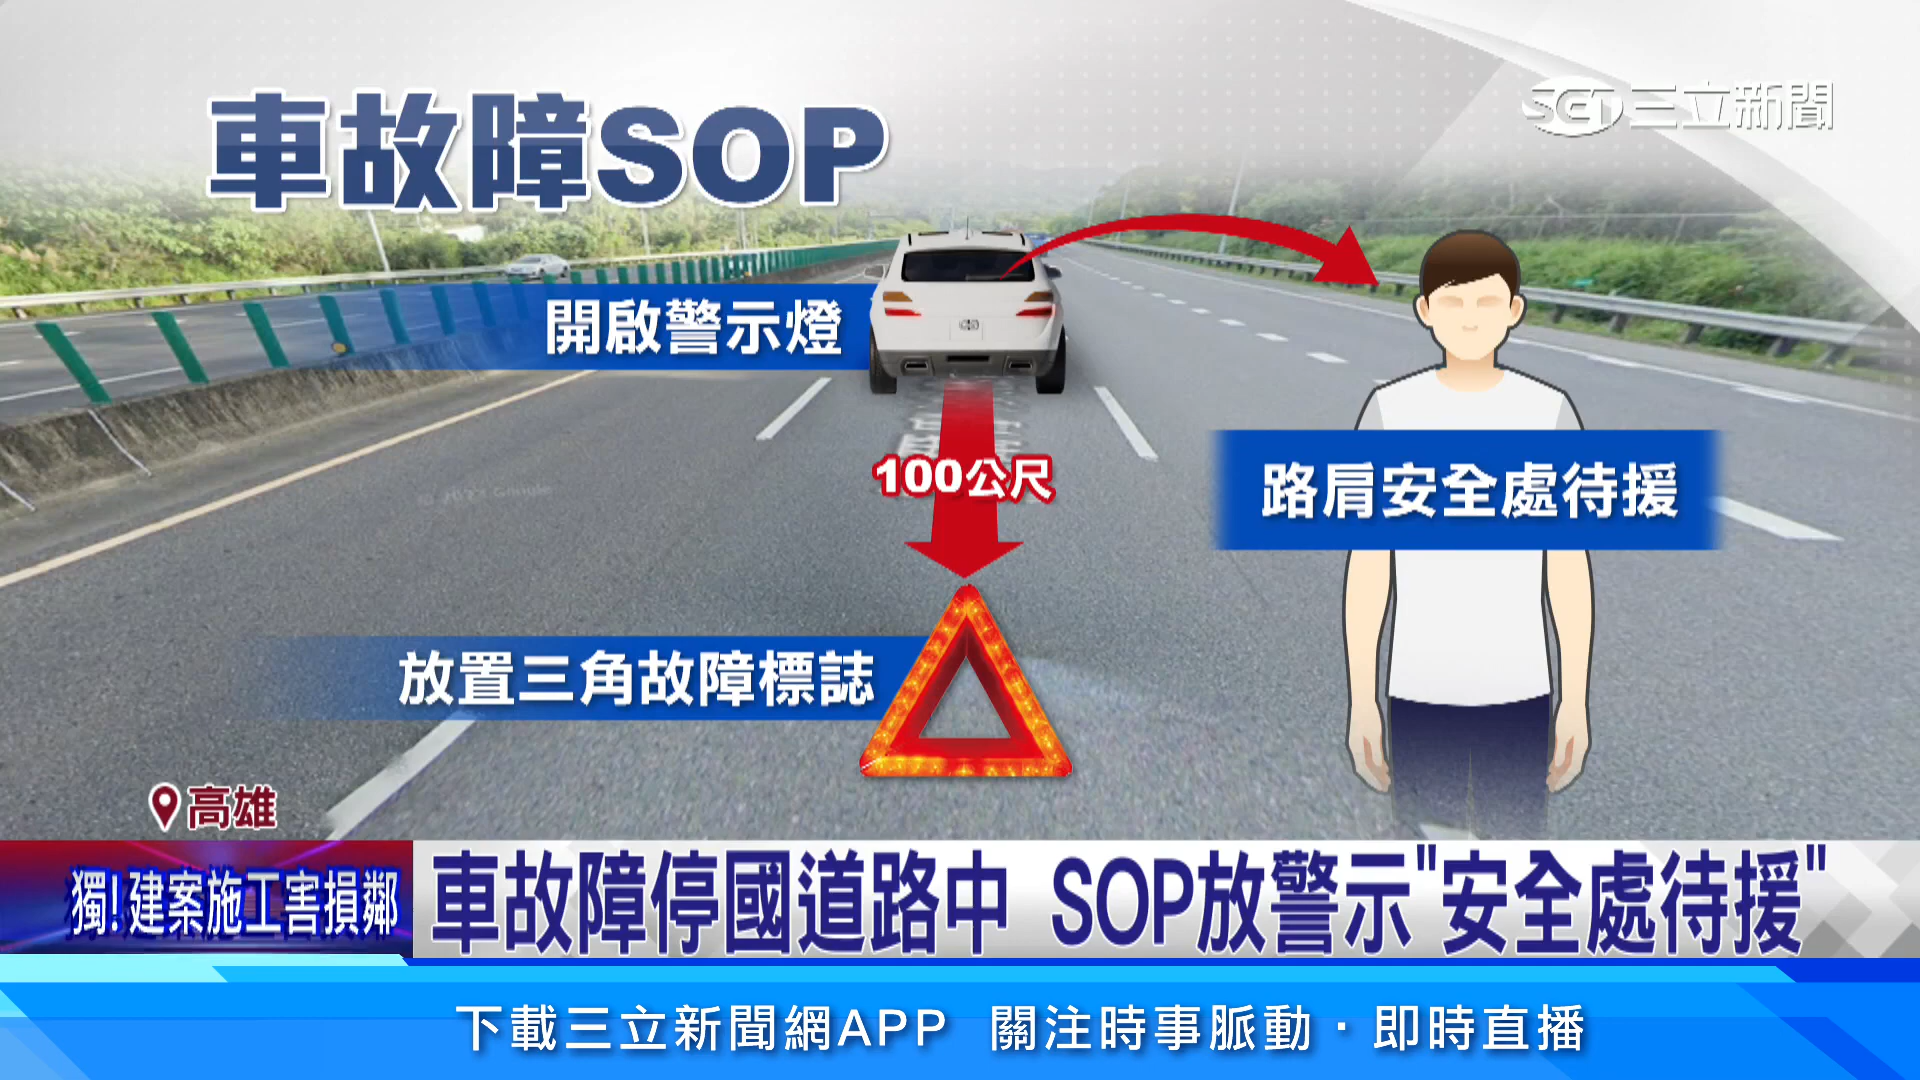 車故障SOP
SET三立新聞
開啟警示燈
100公尺
路肩安全處待援
放置三角故障標誌
高雄
獨!建案施工害損鄰
車故障停國道路中 SOP放警示"安全處待援"
下載三立新聞網APP 關注時事脈動·即時直播